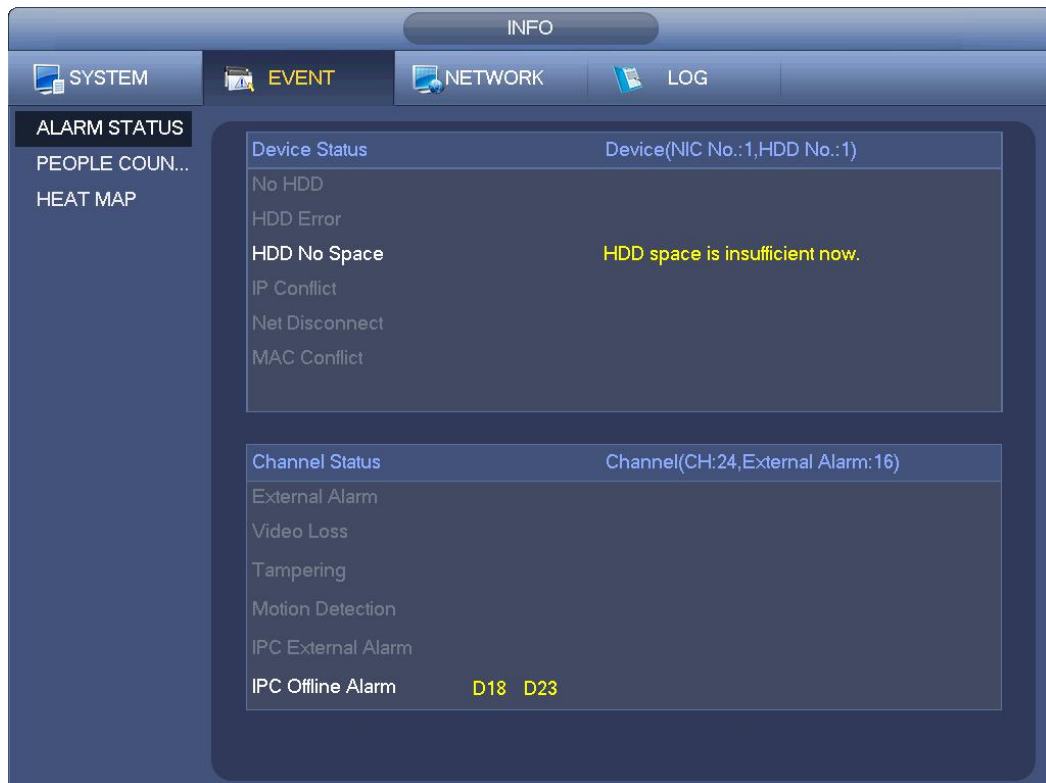 INFO
SYSTEM EVENT NETWORK LOG
ALARM STATUS
PEOPLE COUN...
HEAT MAP
Device Status Device(NIC No.:1,HDD No.:1)
No HDD
HDD Error
HDD No Space HDD space is insufficient now.
IP Conflict
Net Disconnect
MAC Conflict
Channel Status Channel(CH:24,External Alarm:16)
External Alarm
Video Loss
Tampering
Motion Detection
IPC External Alarm
IPC Offline Alarm D18 D23